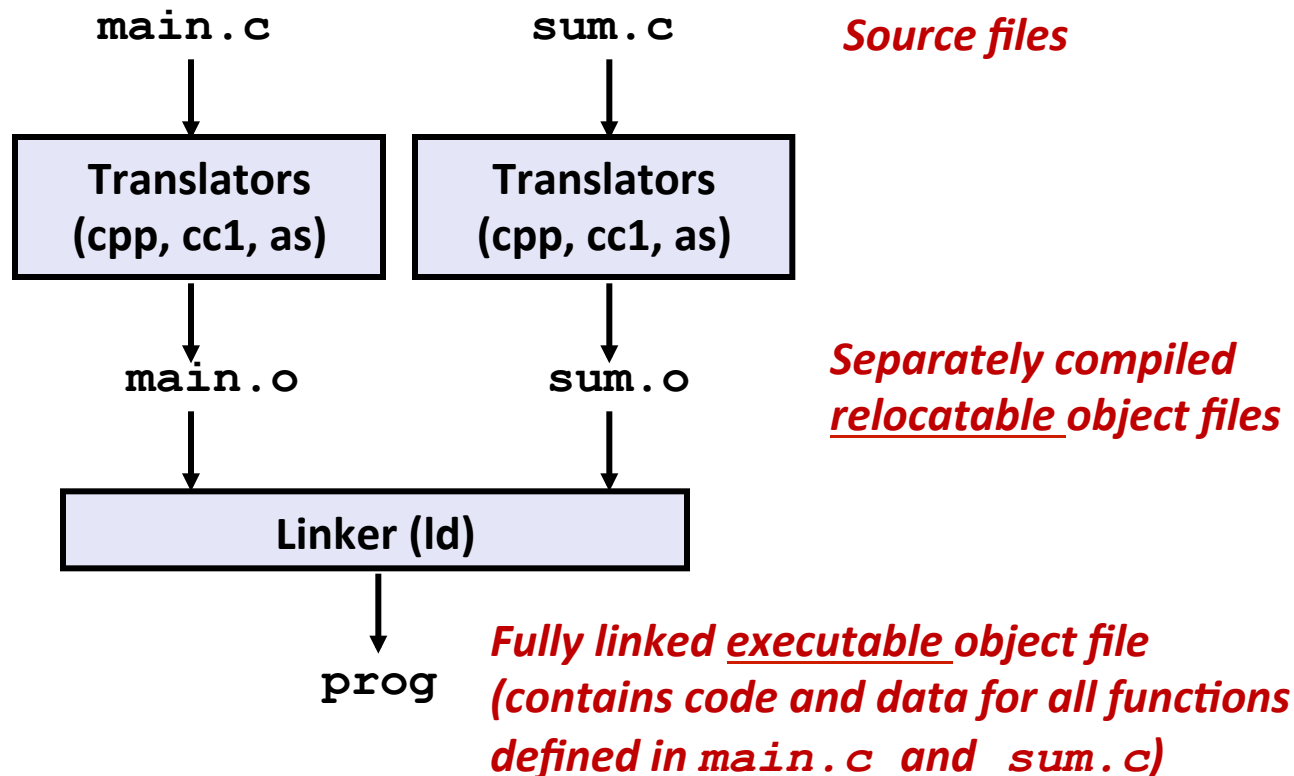 main.c sum.c Source files
Translators Translators
(cpp, cc1, as) (cpp, cc1, as)
main.o sum.o Separately compiled
relocatable object files
Linker (ld)
prog
Fully linked executable object file
(contains code and data for all functions
defined in main.c and sum.c)